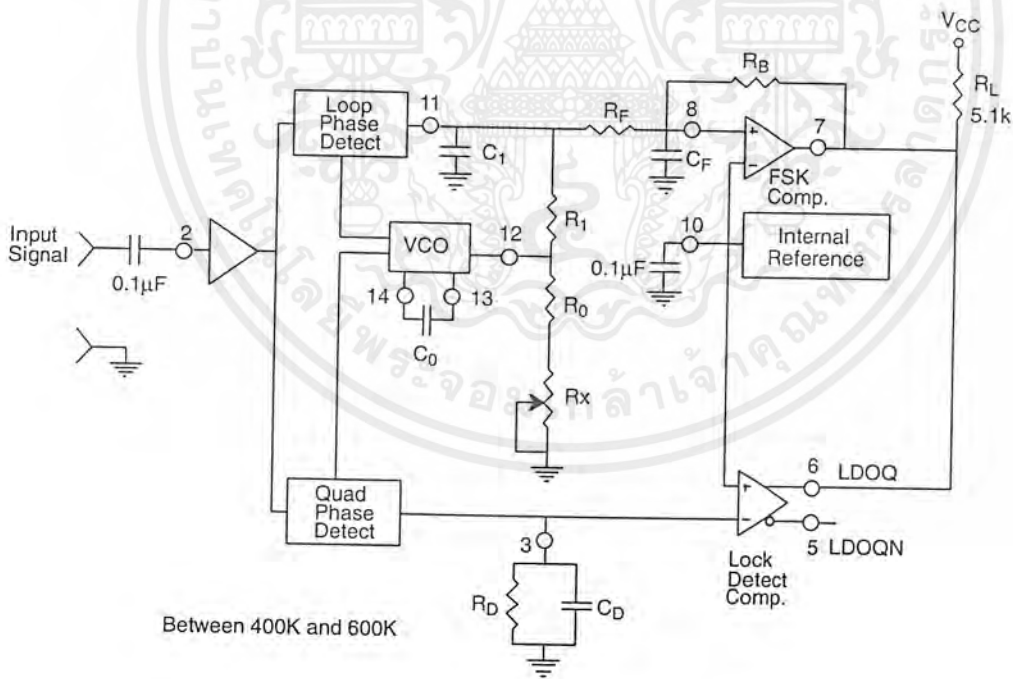 VCC
RL
5.1k
RB
RF
8
7
+
−
FSK
Comp.
Loop
Phase
Detect
11
C1
CF
R1
Input
Signal
0.1µF
2
VCO
12
14
13
C0
R0
10
0.1µF
Internal
Reference
Rx
Quad
Phase
Detect
3
RD
CD
+
−
6
LDOQ
5
LDOQN
Lock
Detect
Comp.
Between 400K and 600K